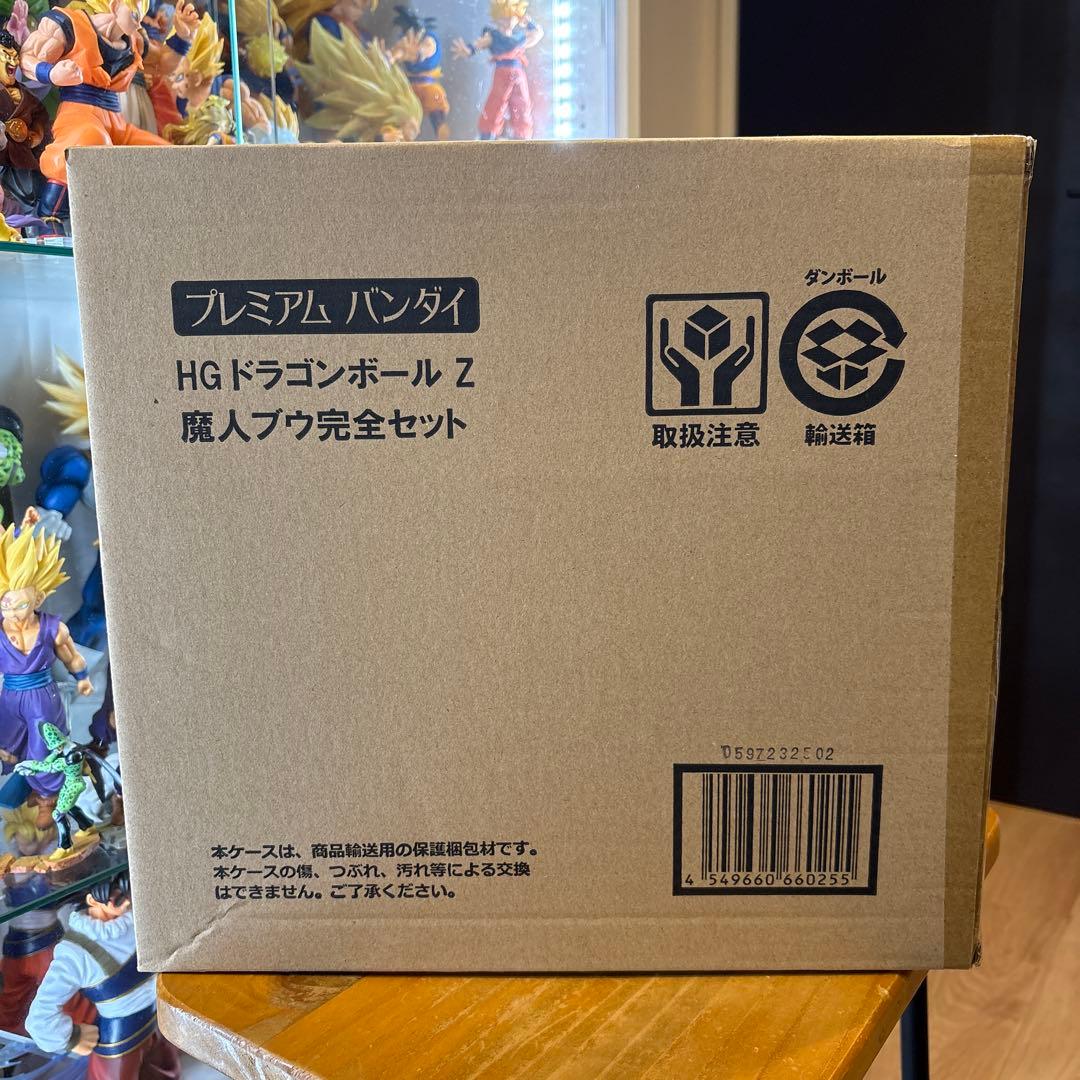 プレミアム バンダイ
HGドラゴンボール Z
魔人ブウ完全セット
ダンボール
取扱注意
輸送箱
0597232502
4 549660 660255
本ケースは、商品輸送用の保護梱包材です。
本ケースの傷、つぶれ、汚れ等による交換
はできません。ご了承ください。